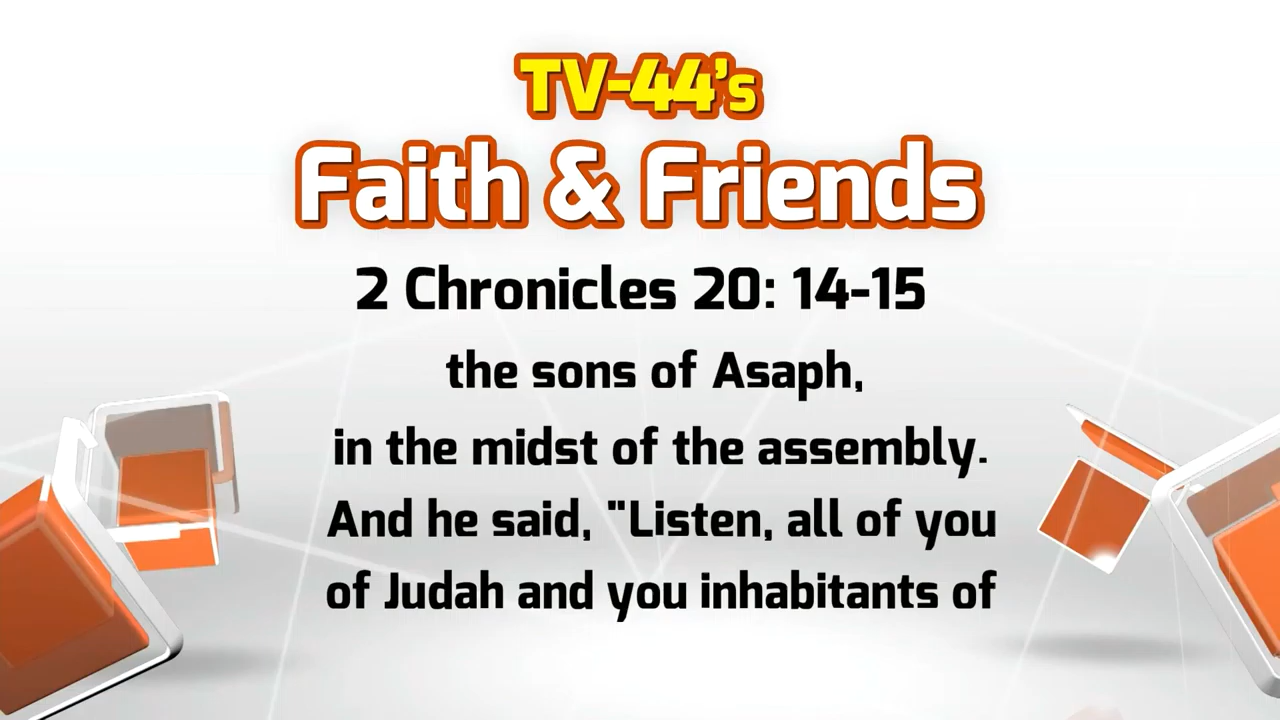 TV-44's
Faith & Friends
2 Chronicles 20: 14-15
the sons of Asaph,
in the midst of the assembly.
And he said, "Listen, all of you
of Judah and you inhabitants of